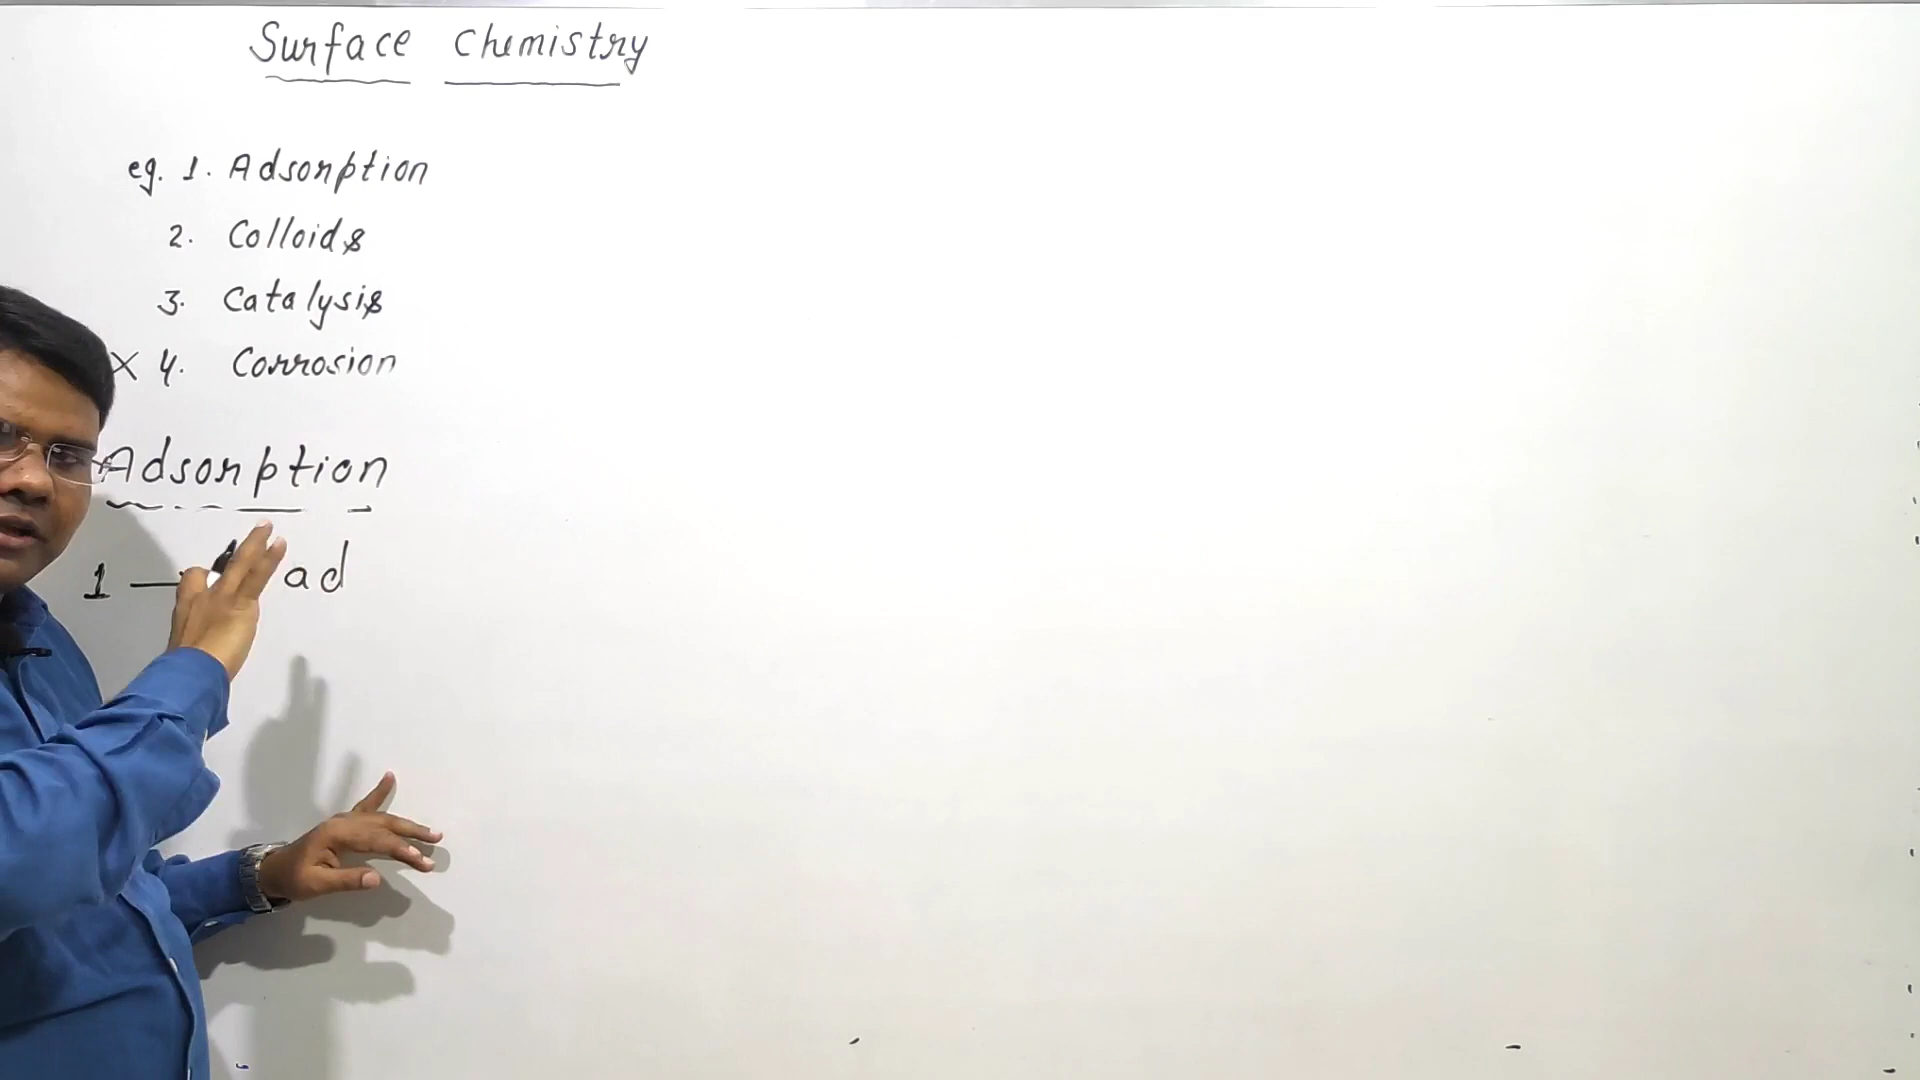 Surface Chemistry
eg. 1. Adsorption
2. Colloids
3. Catalysis
X 4. Corrosion
Adsorption
1 — ad